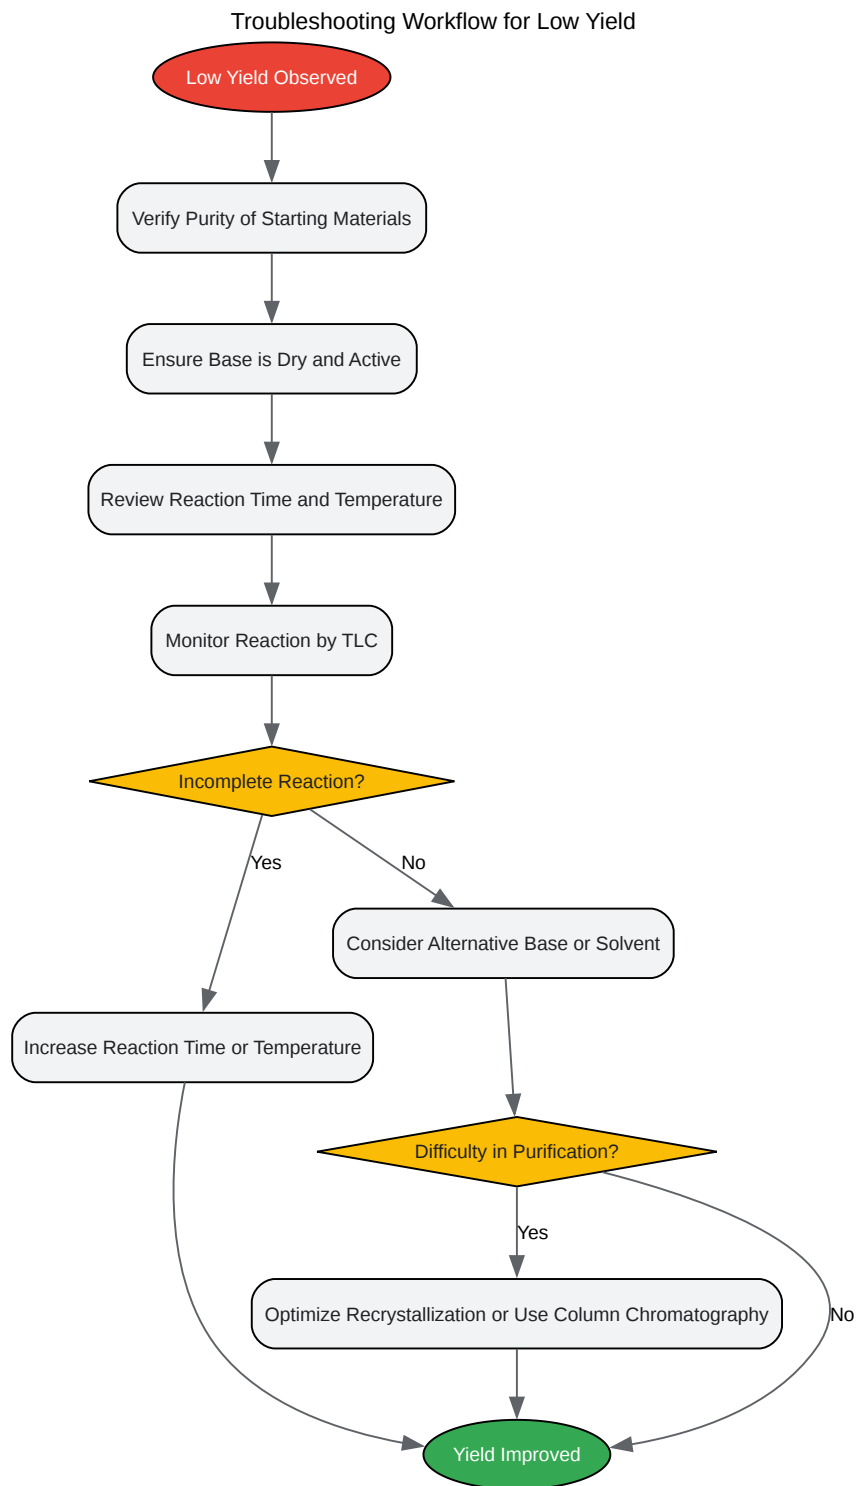 Troubleshooting Workflow for Low Yield
Low Yield Observed
Verify Purity of Starting Materials
Ensure Base is Dry and Active
Review Reaction Time and Temperature
Monitor Reaction by TLC
Incomplete Reaction?
Yes
No
Consider Alternative Base or Solvent
Increase Reaction Time or Temperature
Difficulty in Purification?
Yes
Optimize Recrystallization or Use Column Chromatography
No
Yield Improved